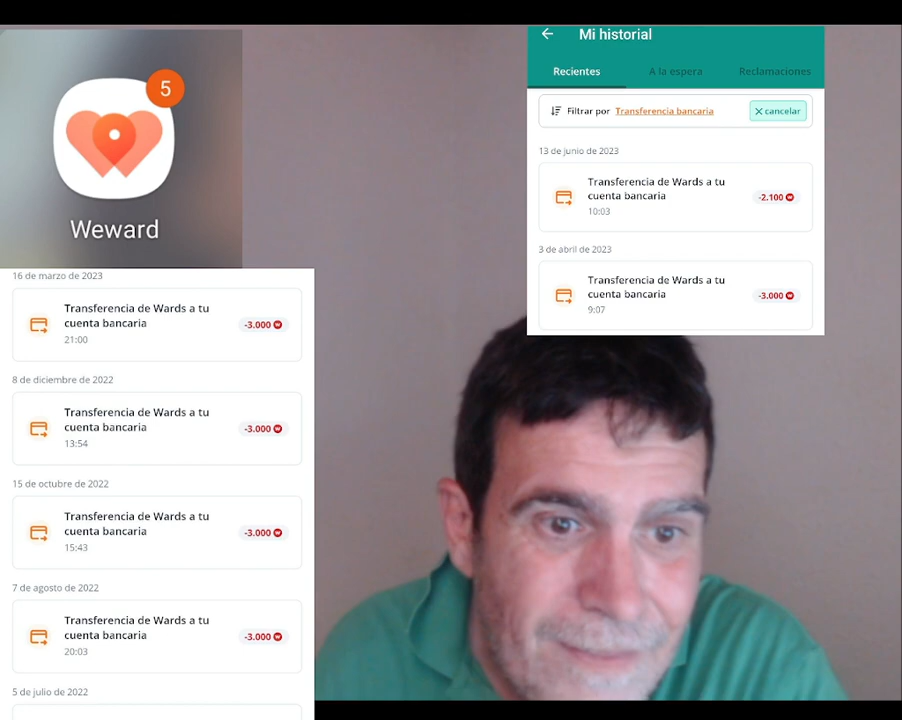 5
Weward
16 de marzo de 2023
Transferencia de Wards a tu
cuenta bancaria
-3.000
21:00
8 de diciembre de 2022
Transferencia de Wards a tu
cuenta bancaria
-3.000
13:54
15 de octubre de 2022
Transferencia de Wards a tu
cuenta bancaria
-3.000
15:43
7 de agosto de 2022
Transferencia de Wards a tu
cuenta bancaria
-3.000
20:03
5 de julio de 2022
Mi historial
Recientes A la espera Reclamaciones
Filtrar por Transferencia bancaria cancelar
13 de junio de 2023
Transferencia de Wards a tu
cuenta bancaria
-2.100
10:03
3 de abril de 2023
Transferencia de Wards a tu
cuenta bancaria
-3.000
9:07